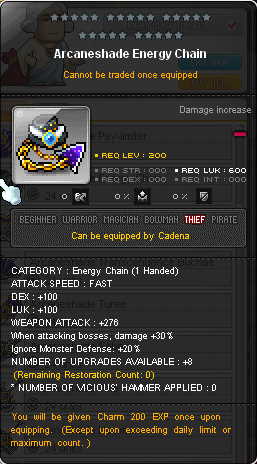 Arcaneshade Energy Chain
Cannot be traded once equipped
Damage increase
REQ LEV : 200
REQ STR : 000 REQ LUK : 600
REQ DEX : 000 REQ INT : 000
0 % 0 % 0 %
BEGINNER WARRIOR MAGICIAN BOWMAN THIEF PIRATE
Can be equipped by Cadena
CATEGORY : Energy Chain (1 Handed)
ATTACK SPEED : FAST
DEX : +100
LUK : +100
WEAPON ATTACK : +276
When attacking bosses, damage +30%
Ignore Monster Defense: +20%
NUMBER OF UPGRADES AVAILABLE : +8
(Remaining Restoration Count: 0)
* NUMBER OF VICIOUS' HAMMER APPLIED : 0
You will be given Charm 200 EXP once upon
equipping. (Except upon exceeding daily limit or
maximum count. )